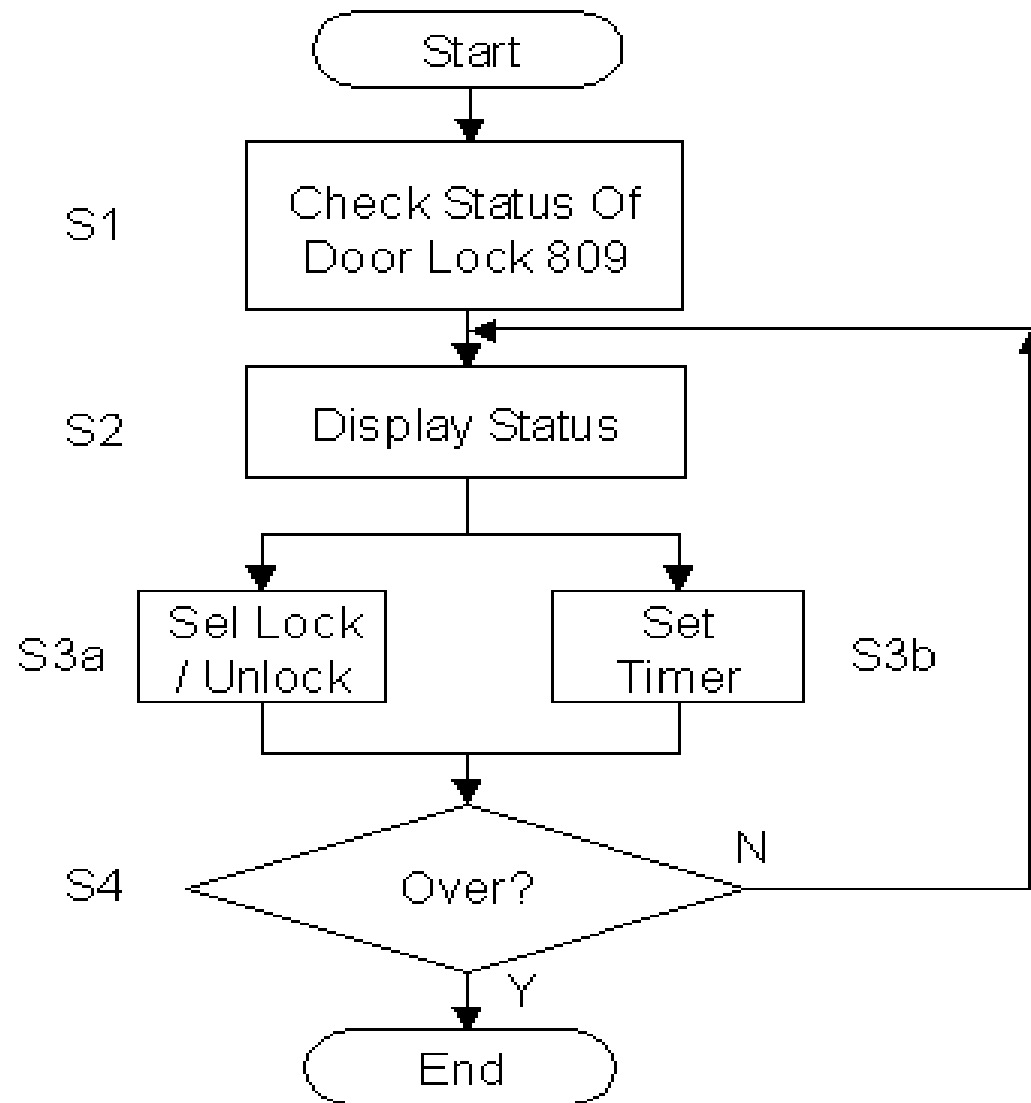 Start
S1
Check Status Of
Door Lock 809
S2
Display Status
S3a
Sel Lock
/ Unlock
Set
Timer
S3b
S4
Over?
N
Y
End